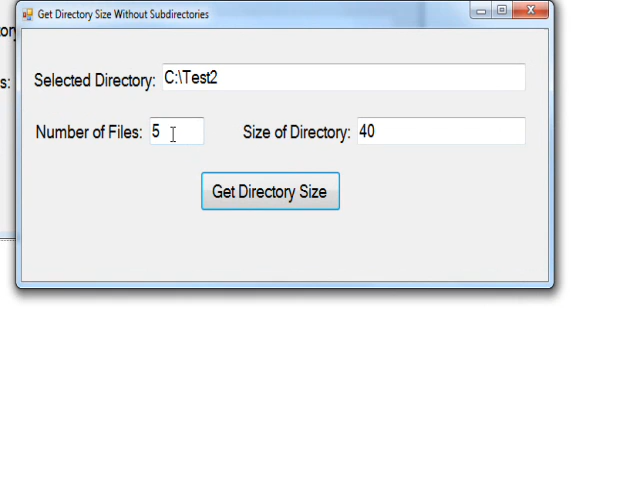 Get Directory Size Without Subdirectories
Selected Directory: C:\Test2
Number of Files: 5 Size of Directory: 40
Get Directory Size